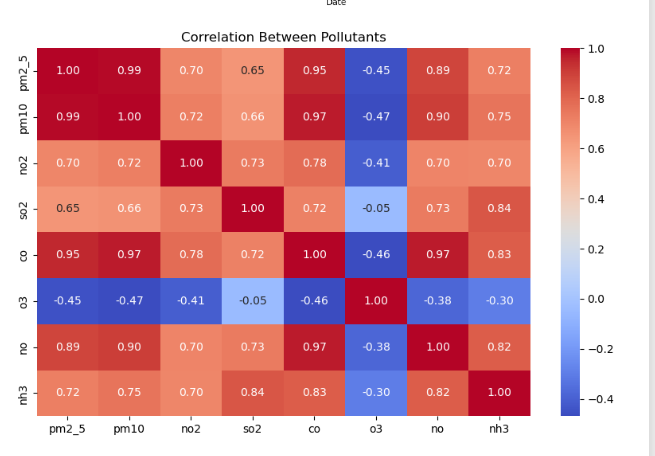 Date
Correlation Between Pollutants
pm2_5 1.00 0.99 0.70 0.65 0.95 -0.45 0.89 0.72
pm10 0.99 1.00 0.72 0.66 0.97 -0.47 0.90 0.75
no2 0.70 0.72 1.00 0.73 0.78 -0.41 0.70 0.70
so2 0.65 0.66 0.73 1.00 0.72 -0.05 0.73 0.84
co 0.95 0.97 0.78 0.72 1.00 -0.46 0.97 0.83
o3 -0.45 -0.47 -0.41 -0.05 -0.46 1.00 -0.38 -0.30
no 0.89 0.90 0.70 0.73 0.97 -0.38 1.00 0.82
nh3 0.72 0.75 0.70 0.84 0.83 -0.30 0.82 1.00
pm2_5 pm10 no2 so2 co o3 no nh3
1.0
0.8
0.6
0.4
0.2
0.0
−0.2
−0.4